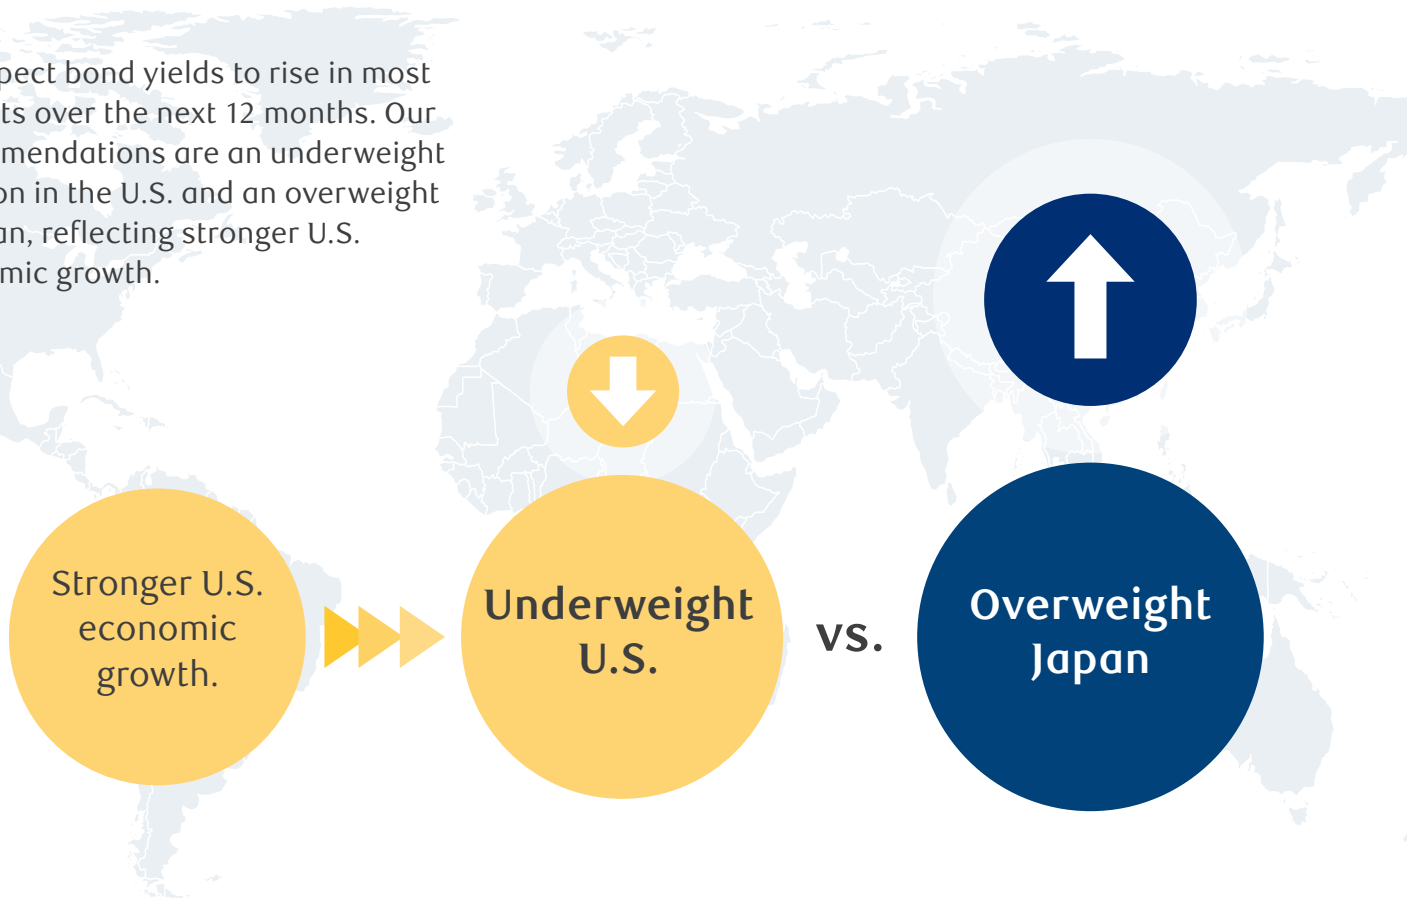 pect bond yields to rise in most
ts over the next 12 months. Our
mendations are an underweight
on in the U.S. and an overweight
an, reflecting stronger U.S.
mic growth.
Stronger U.S.
economic
growth.
Underweight
U.S.
vs.
Overweight
Japan